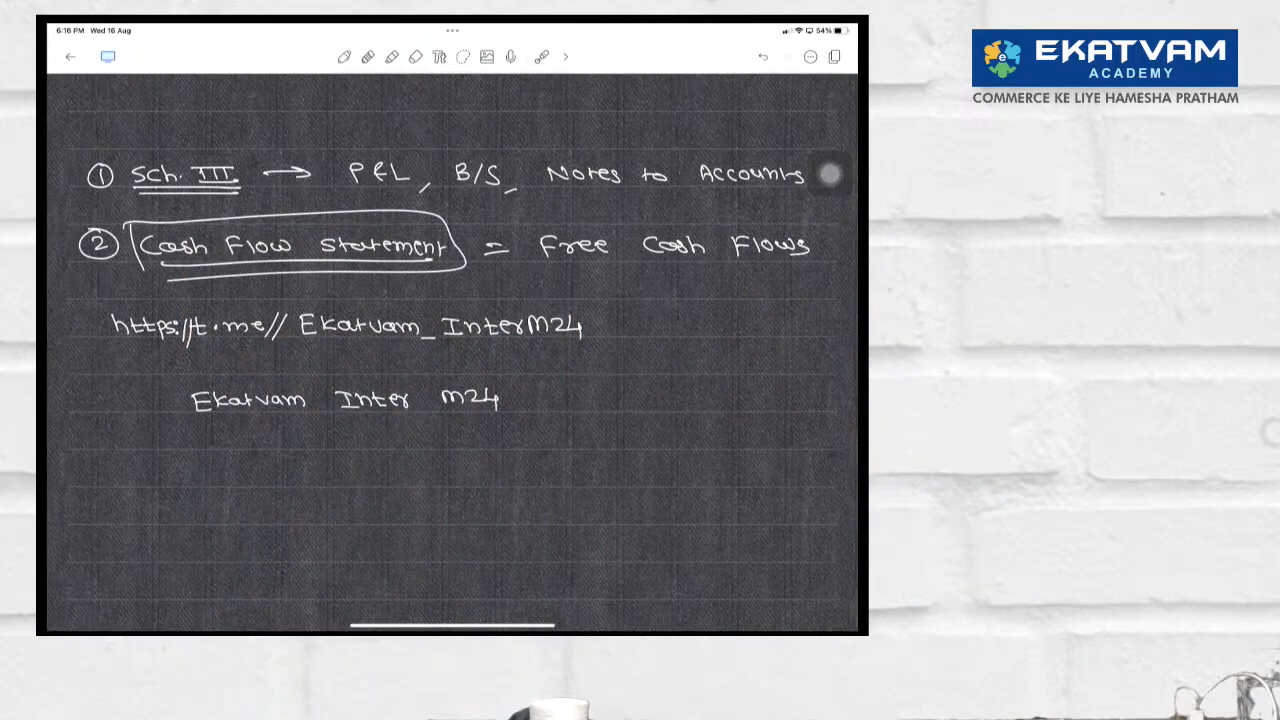 6:16 PM Wed 16 Aug
54%
EKATVAM
ACADEMY
COMMERCE KE LIYE HAMESHA PRATHAM
① Sch. III → P&L, B/S, Notes to Accounts
② Cash Flow Statement = Free Cash Flows
https://t.me// Ekatvam_InterM24
Ekatvam Inter M24